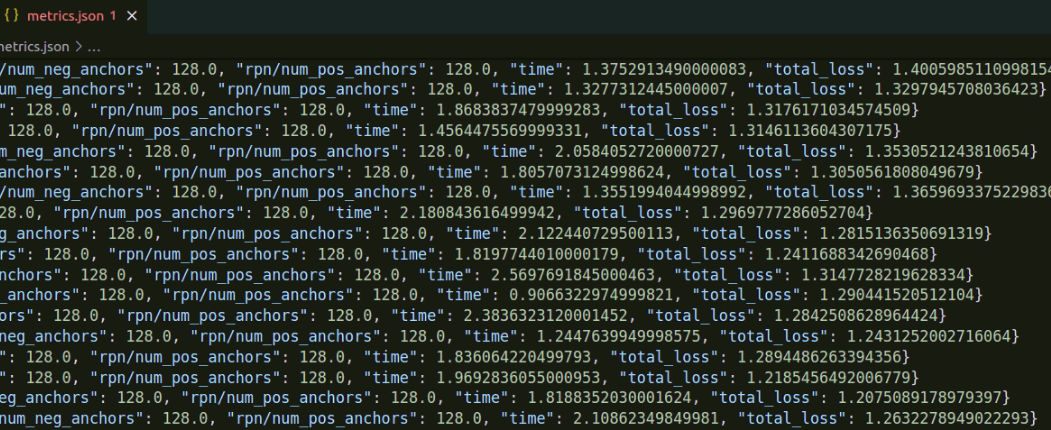 {} metrics.json 1 ×
metrics.json > ...
/num_neg_anchors": 128.0, "rpn/num_pos_anchors": 128.0, "time": 1.3752913490000083, "total_loss": 1.4005985110998154
um_neg_anchors": 128.0, "rpn/num_pos_anchors": 128.0, "time": 1.3277312445000007, "total_loss": 1.3297945708036423}
": 128.0, "rpn/num_pos_anchors": 128.0, "time": 1.8683837479999283, "total_loss": 1.3176171034574509}
 128.0, "rpn/num_pos_anchors": 128.0, "time": 1.4564475569999331, "total_loss": 1.3146113604307175}
m_neg_anchors": 128.0, "rpn/num_pos_anchors": 128.0, "time": 2.0584052720000727, "total_loss": 1.3530521243810654}
anchors": 128.0, "rpn/num_pos_anchors": 128.0, "time": 1.8057073124998624, "total_loss": 1.3050561808049679}
/num_neg_anchors": 128.0, "rpn/num_pos_anchors": 128.0, "time": 1.3551994044998992, "total_loss": 1.3659693375229836
28.0, "rpn/num_pos_anchors": 128.0, "time": 2.180843616499942, "total_loss": 1.2969777286052704}
g_anchors": 128.0, "rpn/num_pos_anchors": 128.0, "time": 2.122440729500113, "total_loss": 1.2815136350691319}
rs": 128.0, "rpn/num_pos_anchors": 128.0, "time": 1.8197744010000179, "total_loss": 1.2411688342690468}
nchors": 128.0, "rpn/num_pos_anchors": 128.0, "time": 2.5697691845000463, "total_loss": 1.3147728219628334}
_anchors": 128.0, "rpn/num_pos_anchors": 128.0, "time": 0.9066322974999821, "total_loss": 1.290441520512104}
ors": 128.0, "rpn/num_pos_anchors": 128.0, "time": 2.3836323120001452, "total_loss": 1.2842508628964424}
neg_anchors": 128.0, "rpn/num_pos_anchors": 128.0, "time": 1.2447639949998575, "total_loss": 1.2431252002716064}
": 128.0, "rpn/num_pos_anchors": 128.0, "time": 1.836064220499793, "total_loss": 1.2894486263394356}
": 128.0, "rpn/num_pos_anchors": 128.0, "time": 1.9692836055000953, "total_loss": 1.2185456492006779}
eg_anchors": 128.0, "rpn/num_pos_anchors": 128.0, "time": 1.8188352030001624, "total_loss": 1.2075089178979397}
num_neg_anchors": 128.0, "rpn/num_pos_anchors": 128.0, "time": 2.10862349849981, "total_loss": 1.2632278949022293}